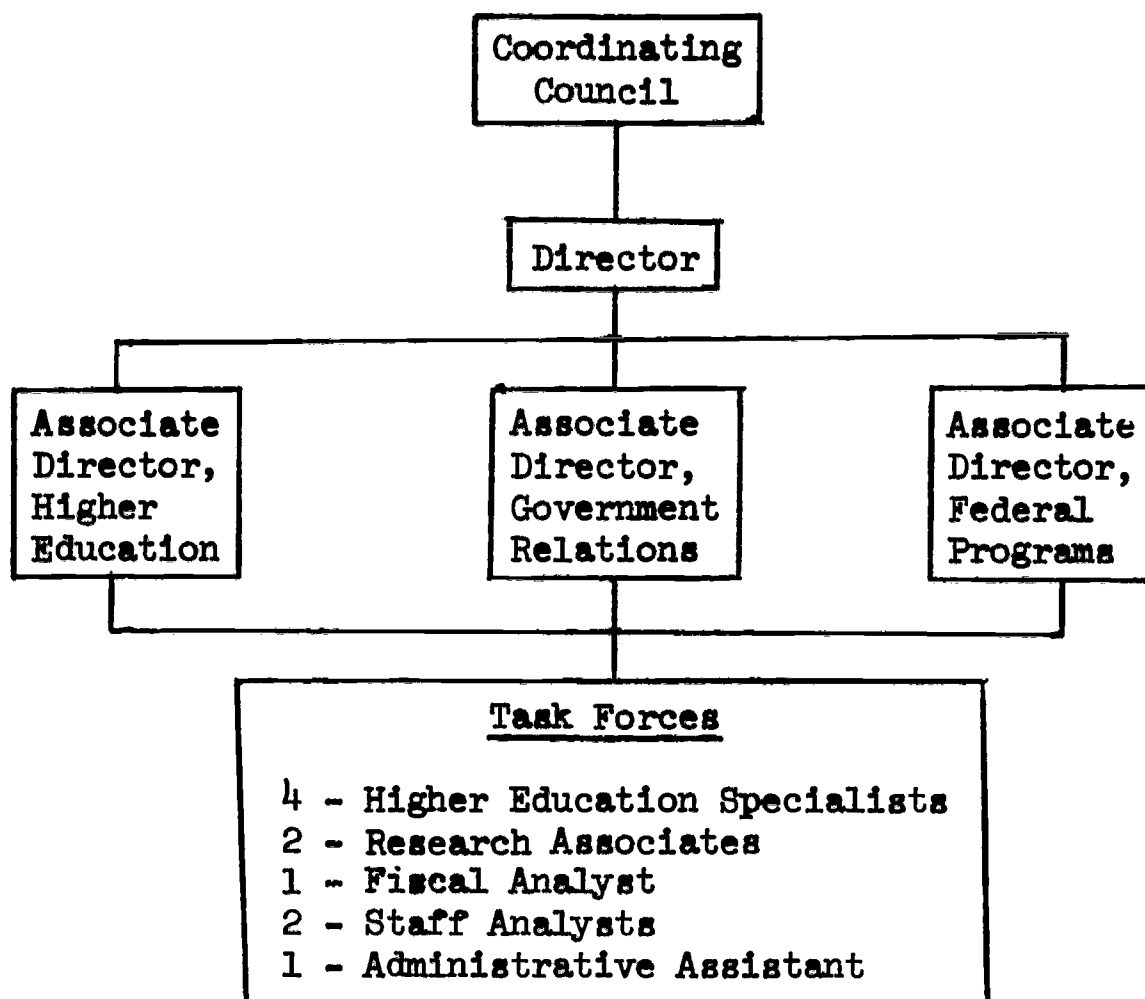 Coordinating
Council
Director
Associate
Director,
Higher
Education
Associate
Director,
Government
Relations
Associate
Director,
Federal
Programs
Task Forces
4 - Higher Education Specialists
2 - Research Associates
1 - Fiscal Analyst
2 - Staff Analysts
1 - Administrative Assistant